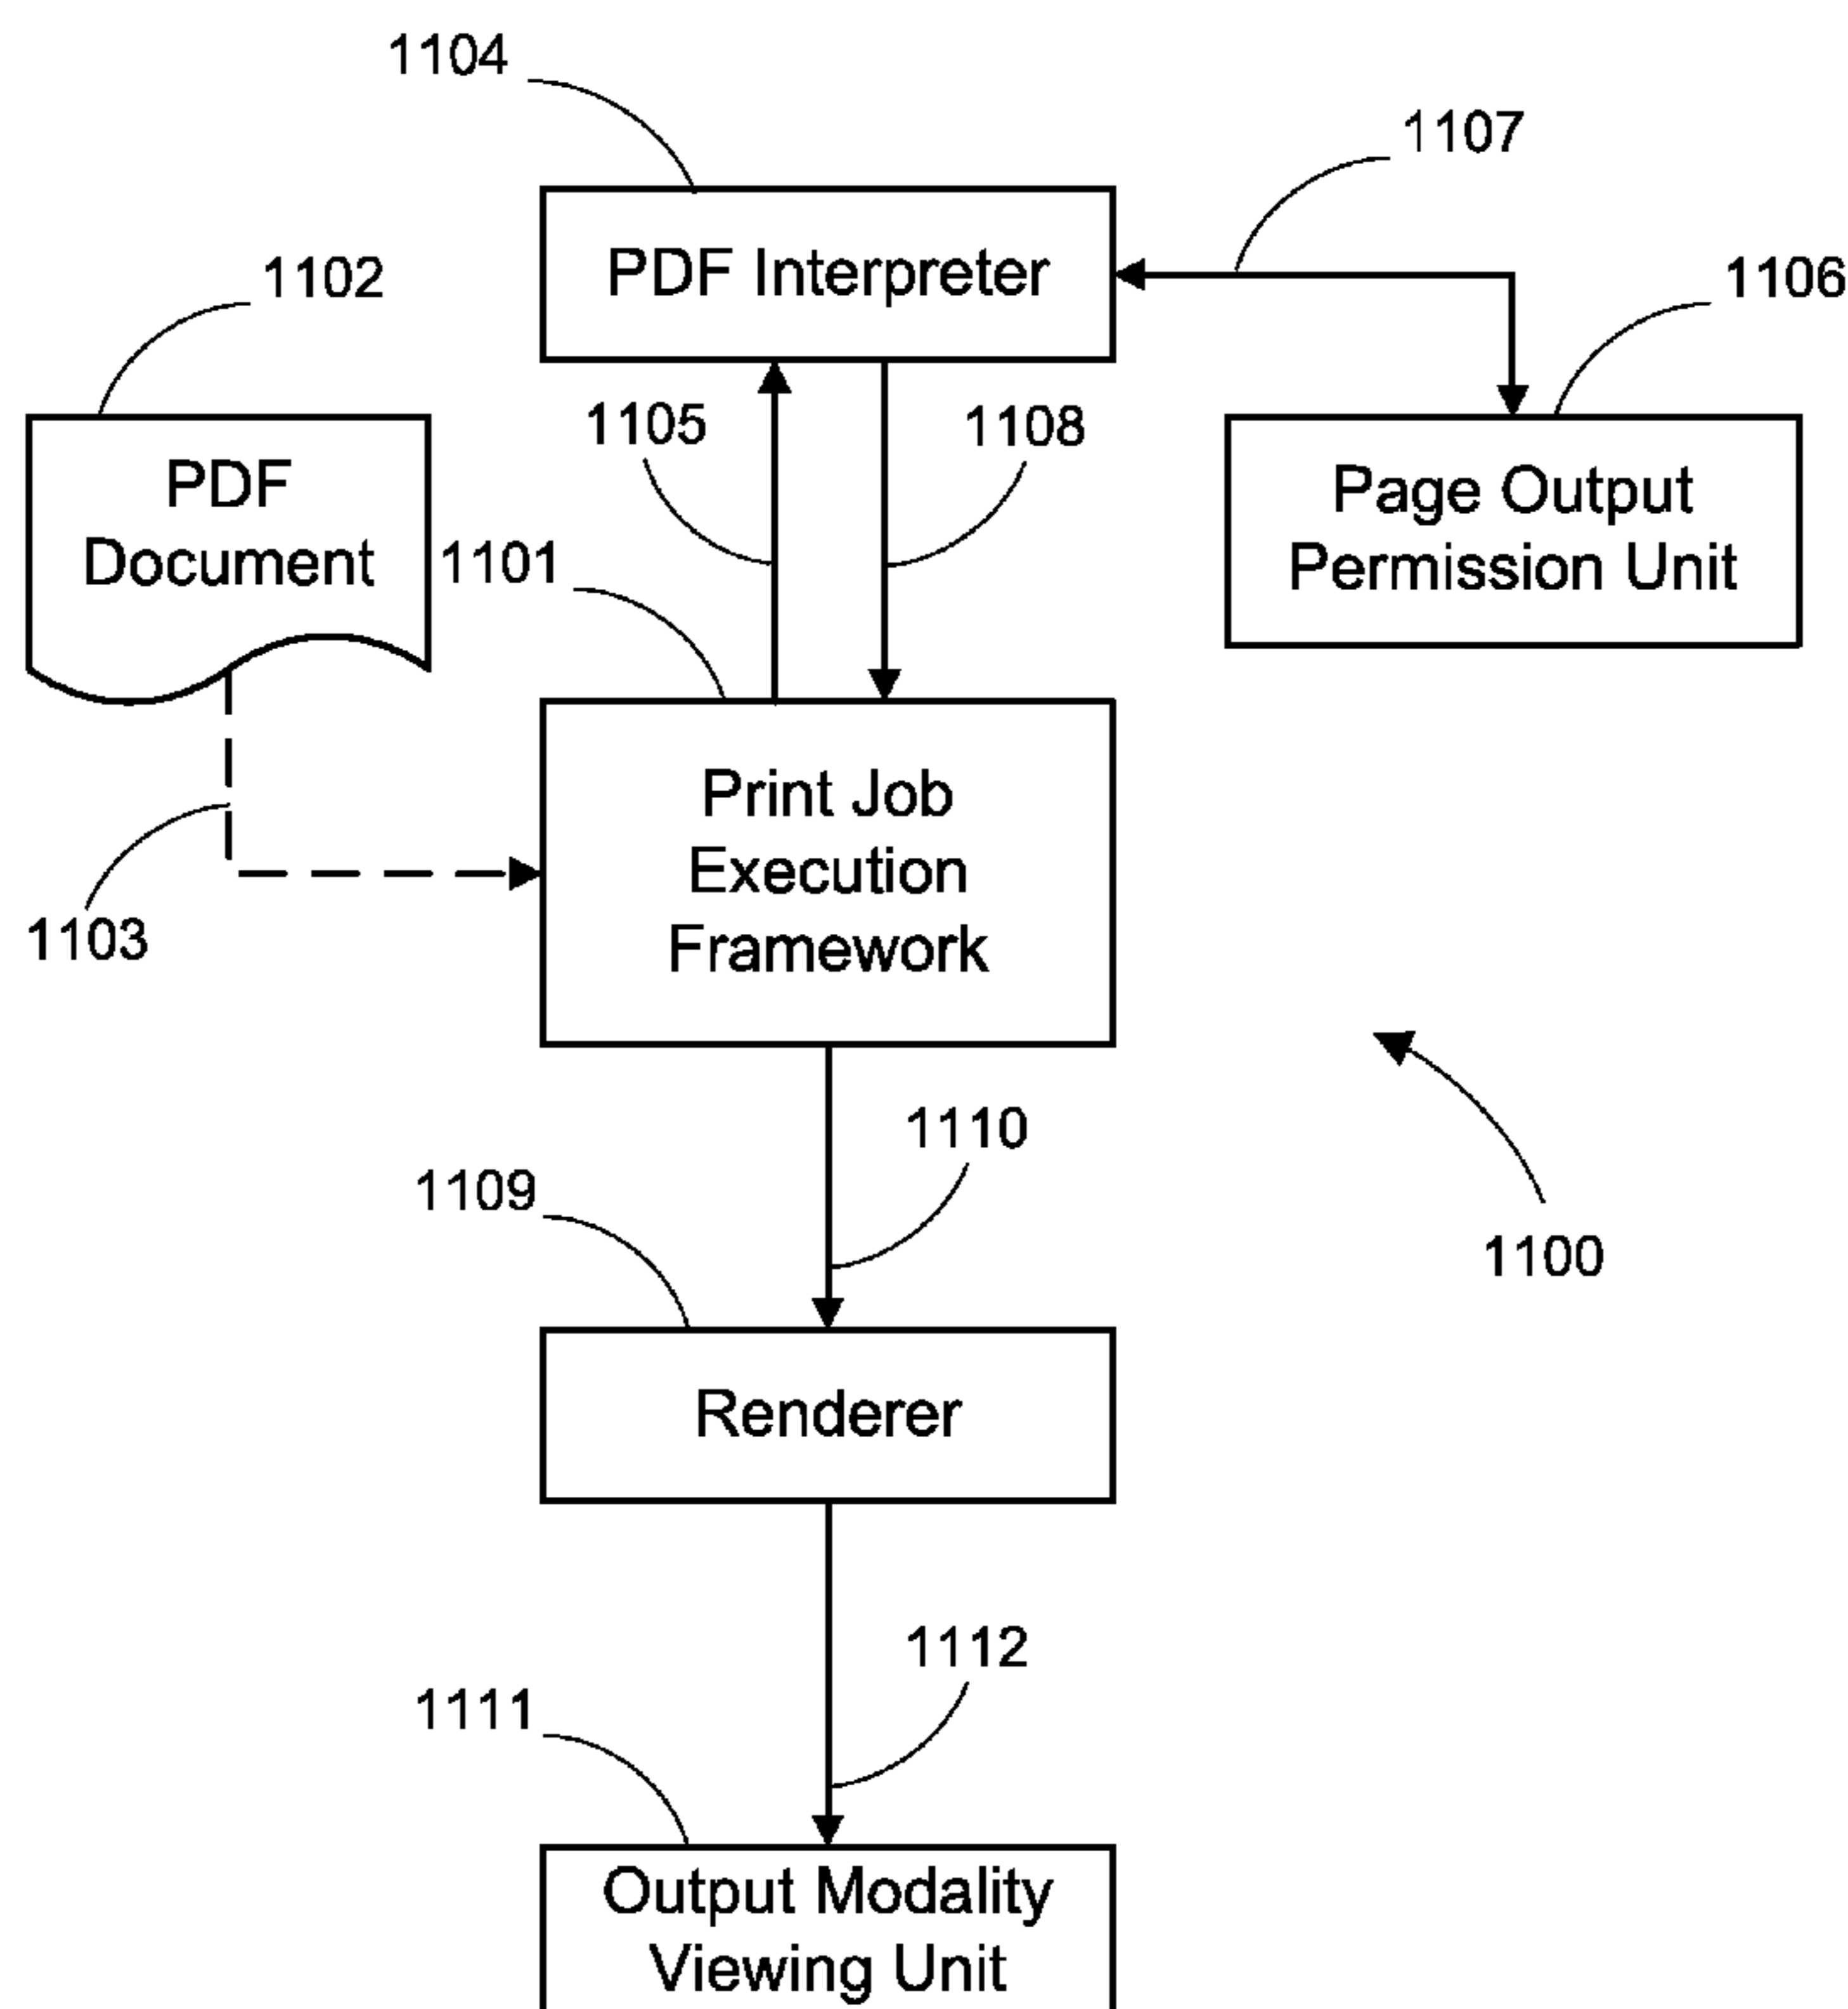 1104
1107
PDF Interpreter
1102
1106
1105
1108
PDF
Document
Page Output
Permission Unit
1101
Print Job
Execution
Framework
1103
1110
1109
1100
Renderer
1112
1111
Output Modality
Viewing Unit